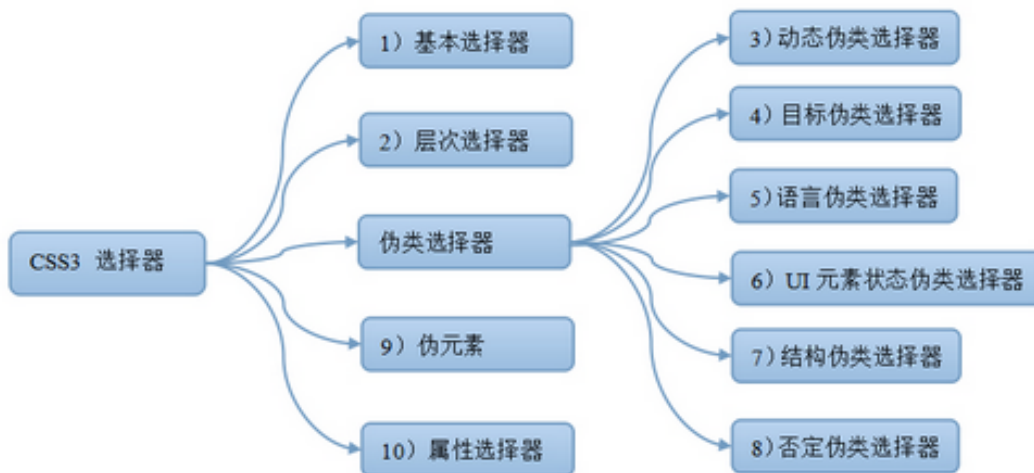 CSS3 选择器
1）基本选择器
2）层次选择器
伪类选择器
9）伪元素
10）属性选择器
3）动态伪类选择器
4）目标伪类选择器
5）语言伪类选择器
6）UI 元素状态伪类选择器
7）结构伪类选择器
8）否定伪类选择器